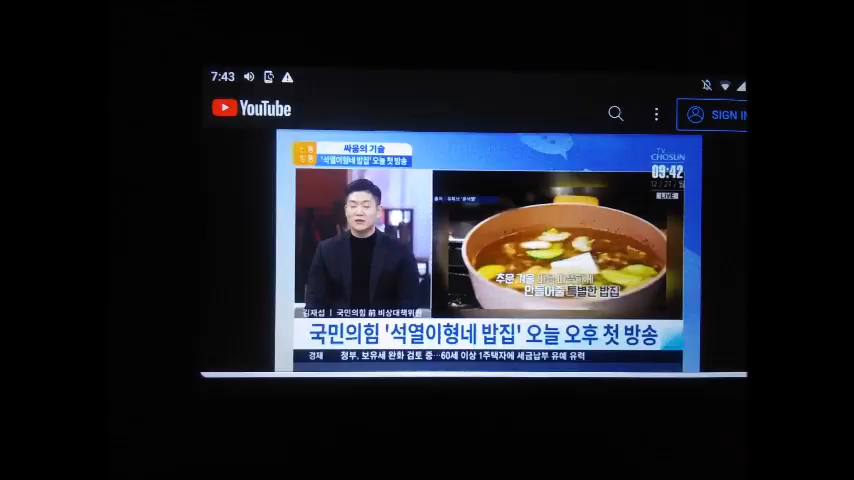 7:43
YouTube
SIGN IN
싸움의 기술
'석열이형네 밥집' 오늘 첫 방송
TV
CHOSUN
09:42
LIVE
만들어줄 특별한 밥집
김재섭 ㅣ 국민의힘 前 비상대책위원
국민의힘 '석열이형네 밥집' 오늘 오후 첫 방송
경제 정부, 보유세 완화 검토 중…60세 이상 1주택자에 세금납부 유예 유력